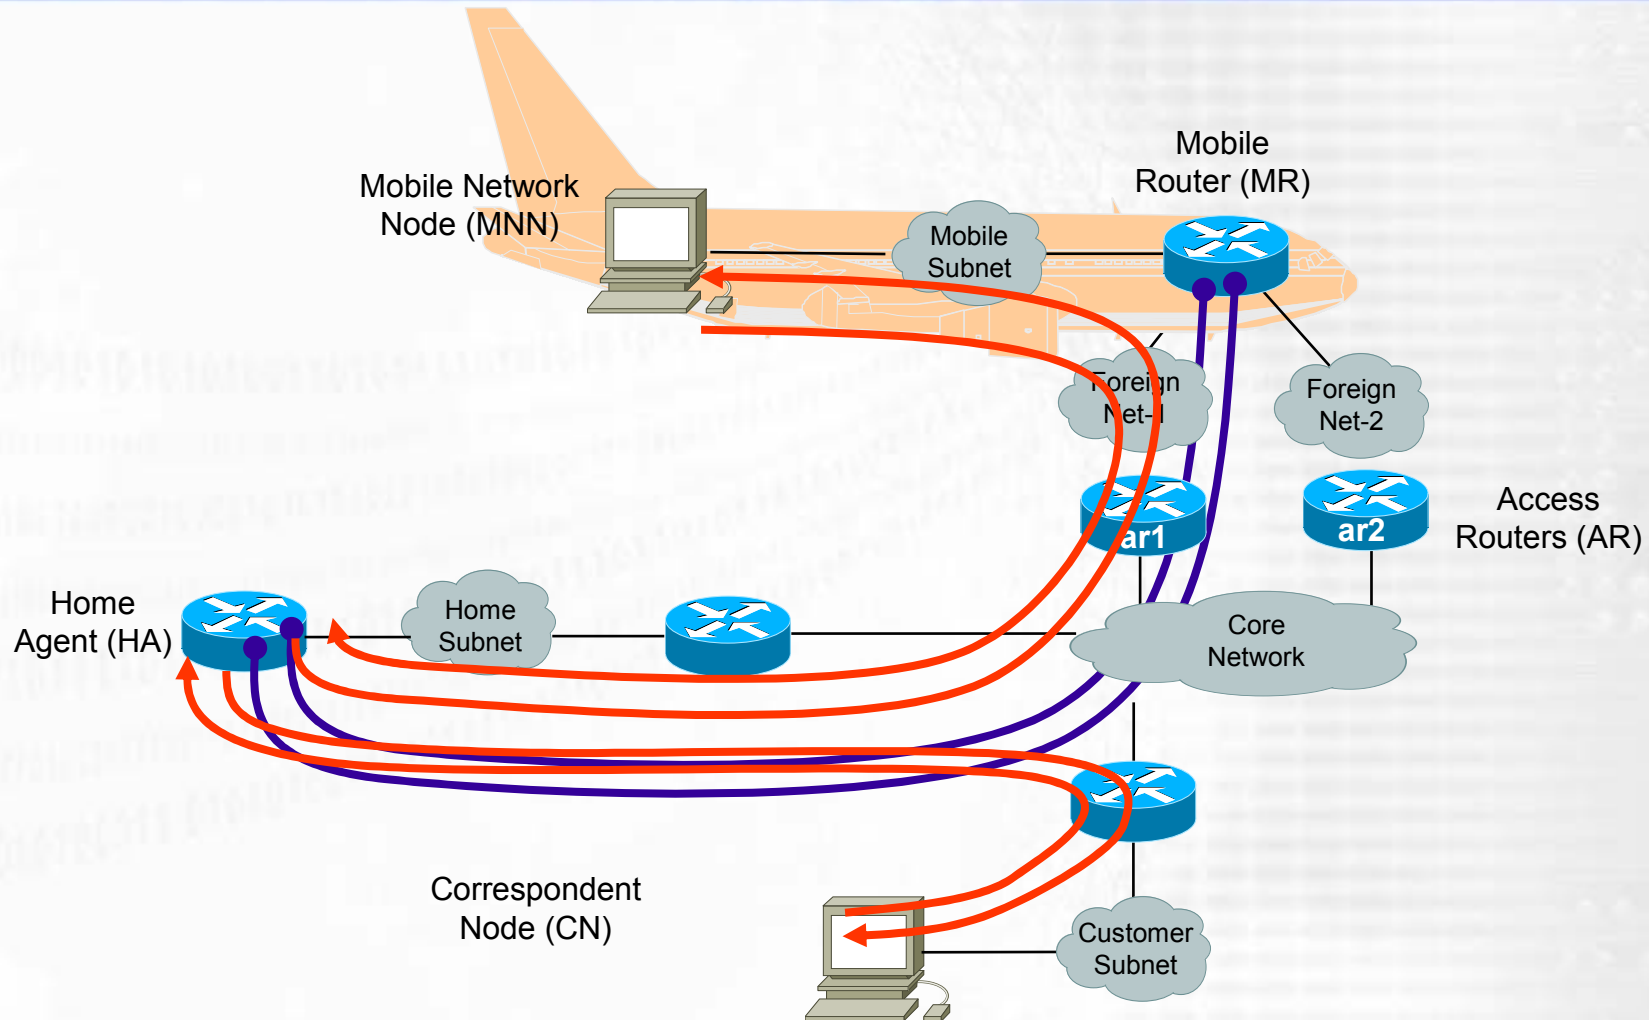 Mobile
Router (MR)
Mobile Network
Node (MNN)
Mobile
Subnet
Foreign
Net-1
Foreign
Net-2
ar1
ar2
Access
Routers (AR)
Home
Agent (HA)
Home
Subnet
Core
Network
Correspondent
Node (CN)
Customer
Subnet